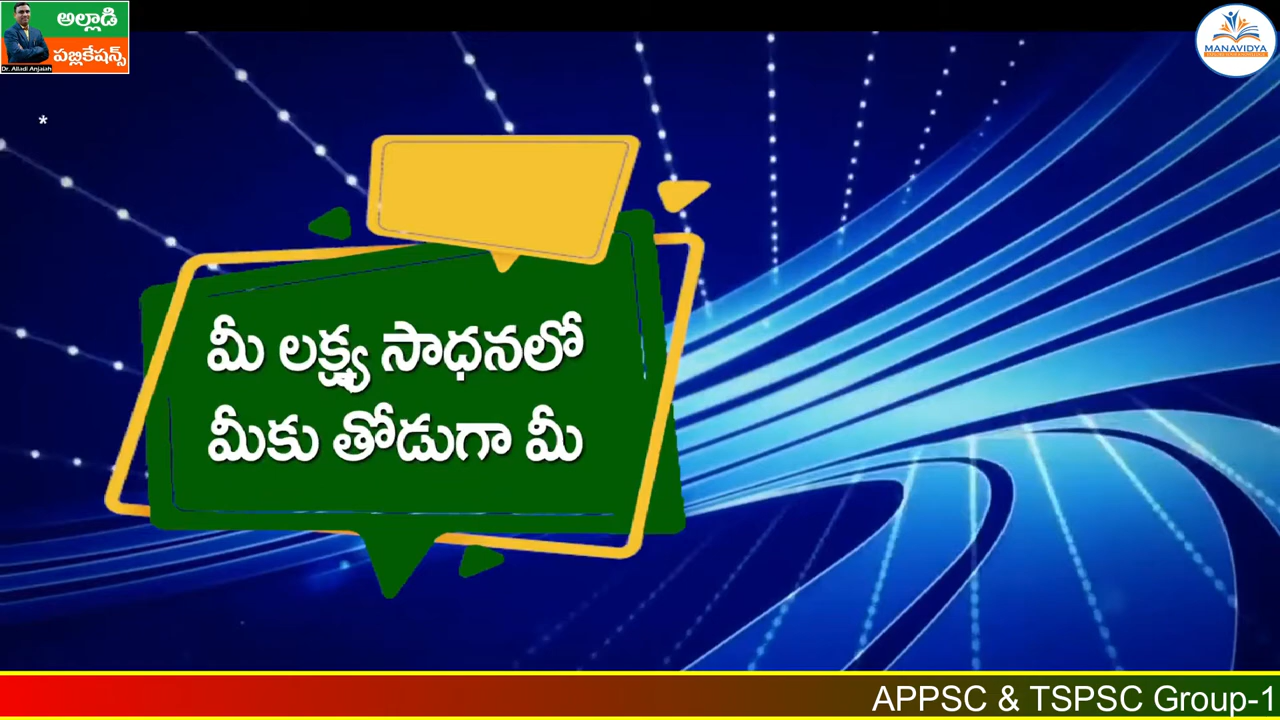 అల్లాడి
పబ్లికేషన్స్
Dr. Alladi Anjaiah
MANAVIDYA
*
మీ లక్ష్య సాధనలో
మీకు తోడుగా మీ
APPSC & TSPSC Group-1